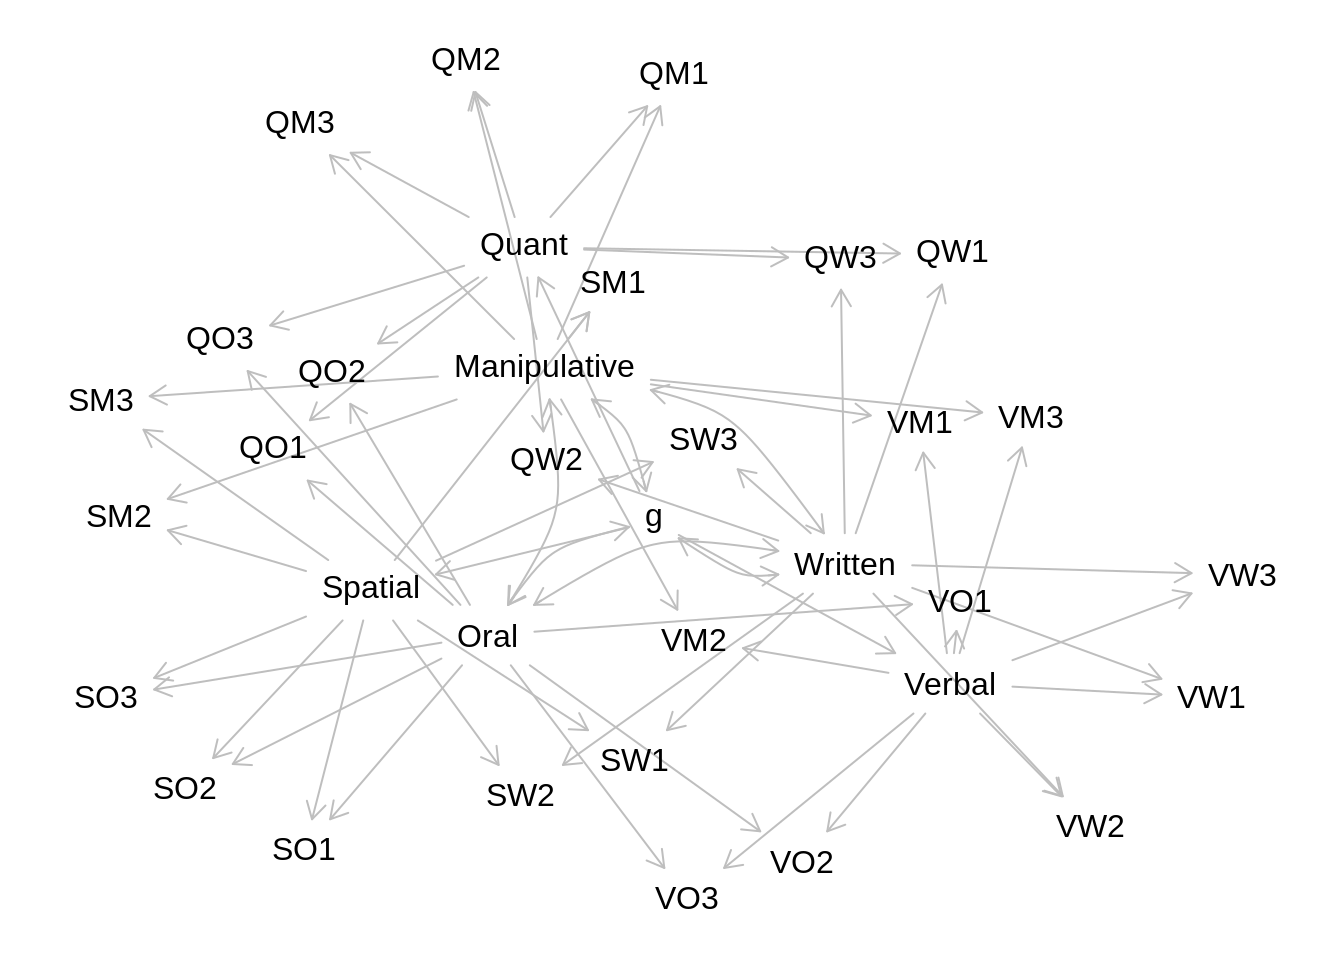 QM2
QM1
QM3
Quant
QW1
QW3
SM1
QO3
Manipulative
QO2
SM3
VM3
VM1
SW3
QO1
QW2
SM2
g
Written
VW3
Spatial
VO1
Oral
VM2
Verbal
SO3
VW1
SW1
SO2
SW2
VW2
SO1
VO2
VO3